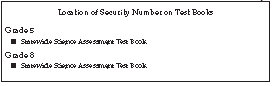 Location of Security Number on Test Books
Grade 5
■ Statewide Science Assessment Test Book
Grade 8
■ Statewide Science Assessment Test Book